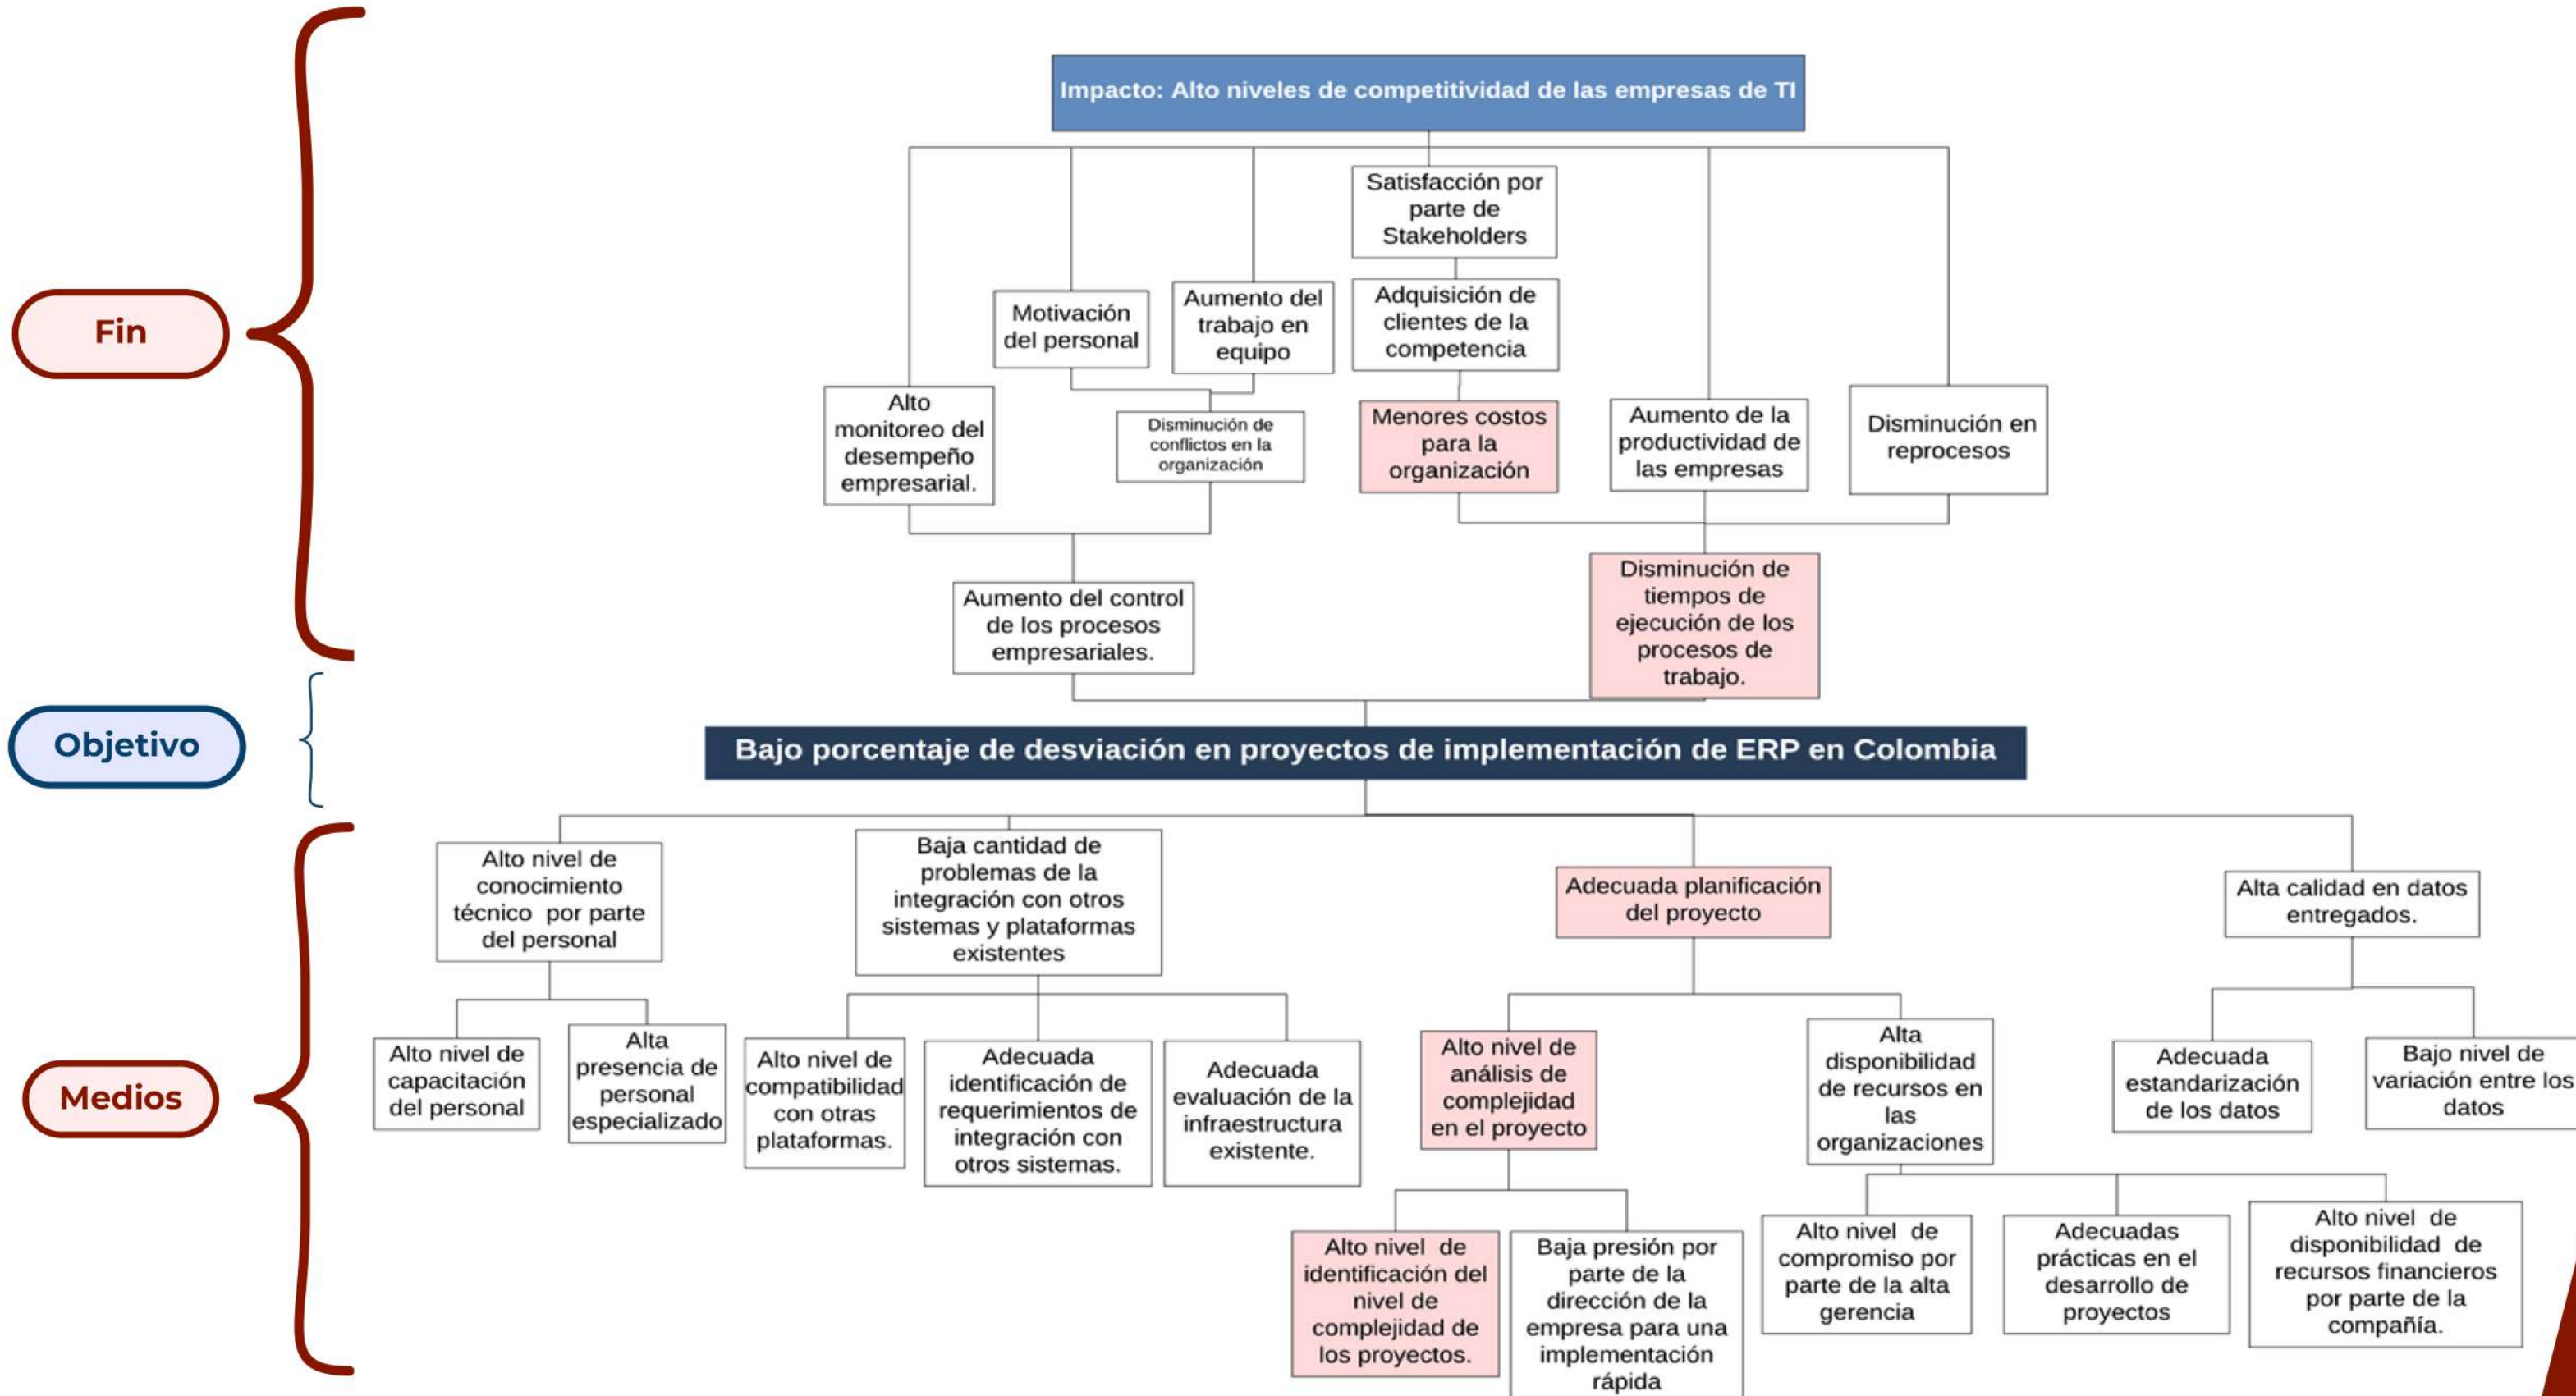 Impacto: Alto niveles de competitividad de las empresas de TI
Satisfacción por
parte de
Stakeholders
Motivación
del personal
Aumento del
trabajo en
equipo
Adquisición de
clientes de la
competencia
Fin
Alto
monitoreo del
desempeño
empresarial.
Disminución de
conflictos en la
organización
Menores costos
para la
organización
Aumento de la
productividad de
las empresas
Disminución en
reprocesos
Aumento del control
de los procesos
empresariales.
Disminución de
tiempos de
ejecución de los
procesos de
trabajo.
Objetivo
Bajo porcentaje de desviación en proyectos de implementación de ERP en Colombia
Alto nivel de
conocimiento
técnico  por parte
del personal
Baja cantidad de
problemas de la
integración con otros
sistemas y plataformas
existentes
Adecuada planificación
del proyecto
Alta calidad en datos
entregados.
Medios
Alto nivel de
capacitación
del personal
Alta
presencia de
personal
especializado
Alto nivel de
compatibilidad
con otras
plataformas.
Adecuada
identificación de
requerimientos de
integración con
otros sistemas.
Adecuada
evaluación de la
infraestructura
existente.
Alto nivel de
análisis de
complejidad
en el proyecto
Alta
disponibilidad
de recursos en
las
organizaciones
Adecuada
estandarización
de los datos
Bajo nivel de
variación entre los
datos
Alto nivel  de
identificación del
nivel de
complejidad de
los proyectos.
Baja presión por
parte de la
dirección de la
empresa para una
implementación
rápida
Alto nivel  de
compromiso por
parte de la alta
gerencia
Adecuadas
prácticas en el
desarrollo de
proyectos
Alto nivel  de
disponibilidad  de
recursos financieros
por parte de la
compañía.